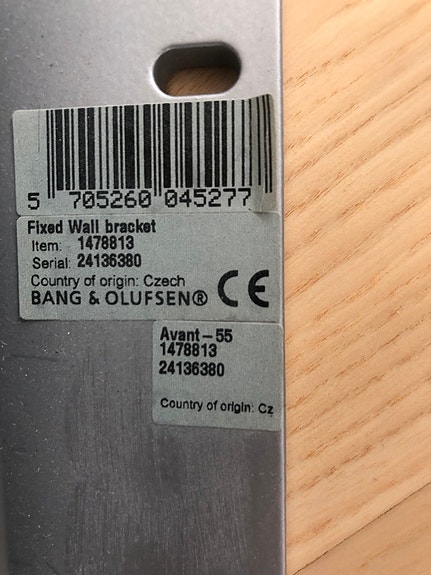 5 705260 045277
Fixed Wall bracket
Item: 1478813
Serial: 24136380
Country of origin: Czech
BANG & OLUFSEN® CE
Avant-55
1478813
24136380
Country of origin: Cz